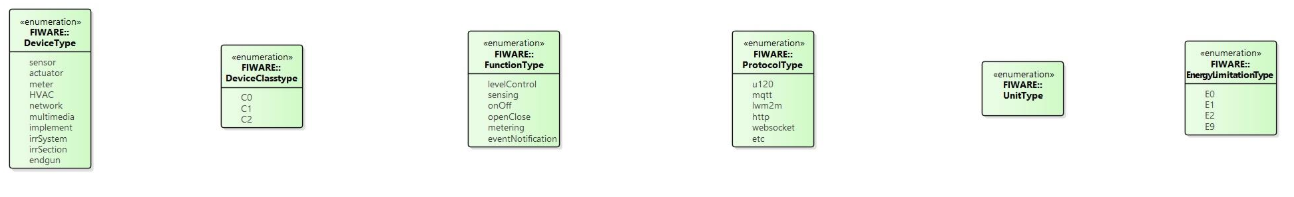 «enumeration»
FIWARE::
DeviceType
sensor
actuator
meter
HVAC
network
multimedia
implement
irrSystem
irrSection
endgun
«enumeration»
FIWARE::
DeviceClasstype
C0
C1
C2
«enumeration»
FIWARE::
FunctionType
levelControl
sensing
onOff
openClose
metering
eventNotification
«enumeration»
FIWARE::
ProtocolType
u120
mqtt
lwm2m
http
websocket
etc
«enumeration»
FIWARE::
UnitType
«enumeration»
FIWARE::
EnergyLimitationType
E0
E1
E2
E9